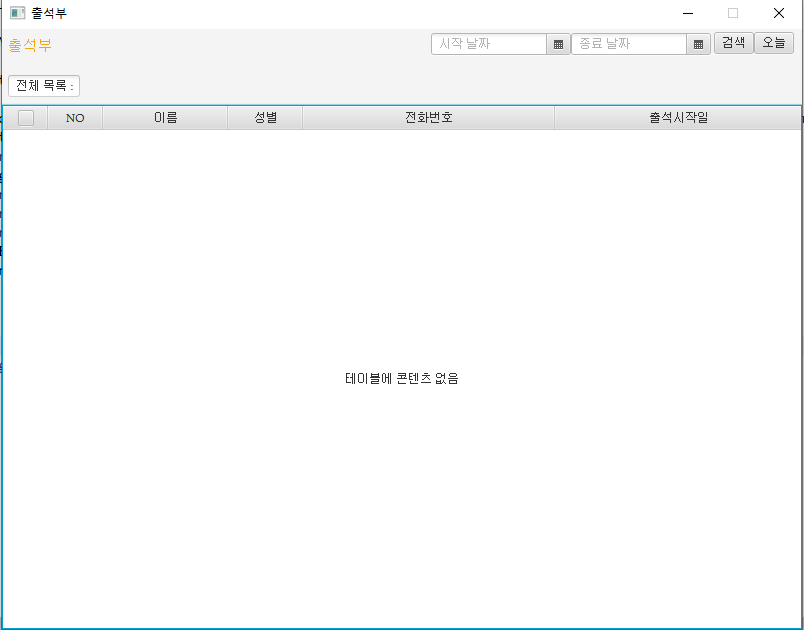 출석부
출석부 시작 날짜 종료 날짜 검색 오늘
전체 목록 :
NO 이름 성별 전화번호 출석시작일
테이블에 콘텐츠 없음